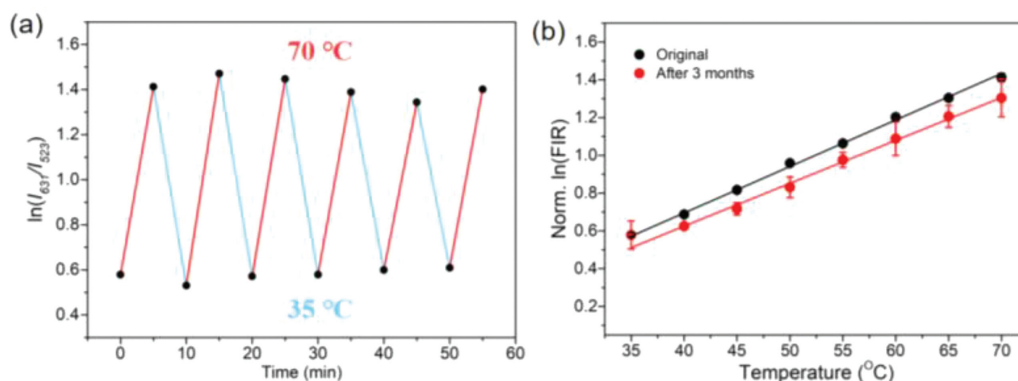 (a)
70 °C
35 °C
ln(I631/I523)
1.6
1.4
1.2
1.0
0.8
0.6
0.4
0 10 20 30 40 50 60
Time (min)
(b)
Original
After 3 months
Norm. ln(FIR)
1.6
1.4
1.2
1.0
0.8
0.6
0.4
0.2
35 40 45 50 55 60 65 70
Temperature (OC)